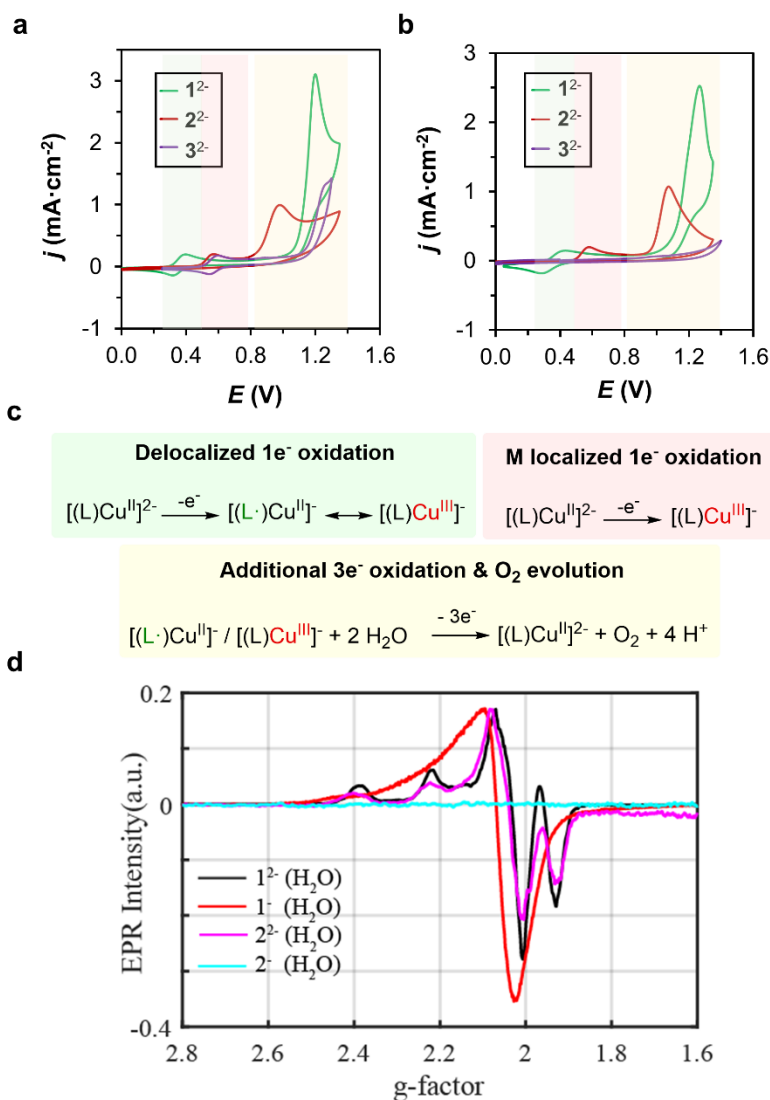 a
b
3
2
1
0
-1
j (mA·cm⁻²)
1²⁻
2²⁻
3²⁻
0.0 0.4 0.8 1.2 1.6
E (V)
3
2
1
0
-1
j (mA·cm⁻²)
1²⁻
2²⁻
3²⁻
0.0 0.4 0.8 1.2 1.6
E (V)
c
Delocalized 1e⁻ oxidation
[(L)Cuᴵᴵ]²⁻ -e⁻ [(L·)Cuᴵᴵ]⁻ ↔ [(L)Cuᴵᴵᴵ]⁻
M localized 1e⁻ oxidation
[(L)Cuᴵᴵ]²⁻ -e⁻ [(L)Cuᴵᴵᴵ]⁻
Additional 3e⁻ oxidation & O₂ evolution
[(L·)Cuᴵᴵ]⁻ / [(L)Cuᴵᴵᴵ]⁻ + 2 H₂O - 3e⁻ [(L)Cuᴵᴵ]²⁻ + O₂ + 4 H⁺
d
0.2
0
-0.4
EPR Intensity(a.u.)
1²⁻ (H₂O)
1⁻ (H₂O)
2²⁻ (H₂O)
2⁻ (H₂O)
2.8 2.6 2.4 2.2 2 1.8 1.6
g-factor